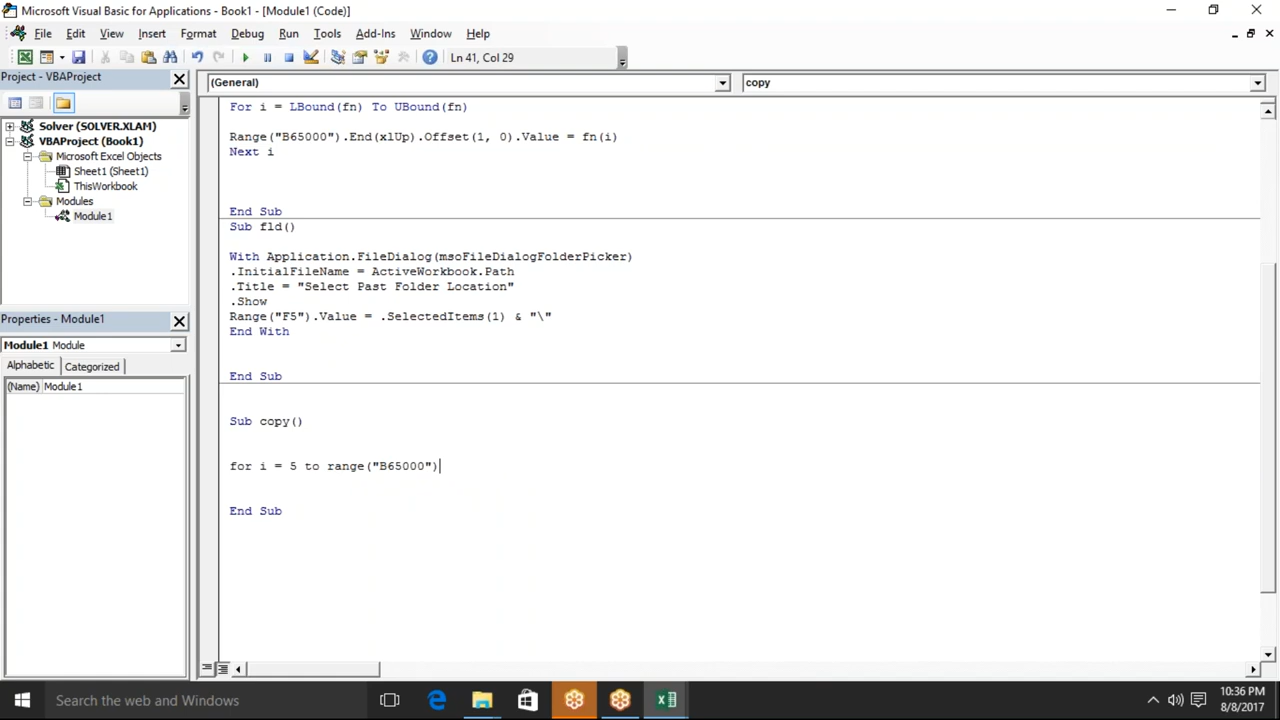 Microsoft Visual Basic for Applications - Book1 - [Module1 (Code)]
File Edit View Insert Format Debug Run Tools Add-Ins Window Help
Ln 41, Col 29
Project - VBAProject
(General)
copy
Solver (SOLVER.XLAM)
VBAProject (Book1)
Microsoft Excel Objects
Sheet1 (Sheet1)
ThisWorkbook
Modules
Module1
Properties - Module1
Module1 Module
Alphabetic Categorized
(Name) Module1
For i = LBound(fn) To UBound(fn)
Range("B65000").End(xlUp).Offset(1, 0).Value = fn(i)
Next i
End Sub
Sub fld()
With Application.FileDialog(msoFileDialogFolderPicker)
.InitialFileName = ActiveWorkbook.Path
.Title = "Select Past Folder Location"
.Show
Range("F5").Value = .SelectedItems(1) & "\"
End With
End Sub
Sub copy()
for i = 5 to range("B65000")
End Sub
Search the web and Windows
10:36 PM
8/8/2017